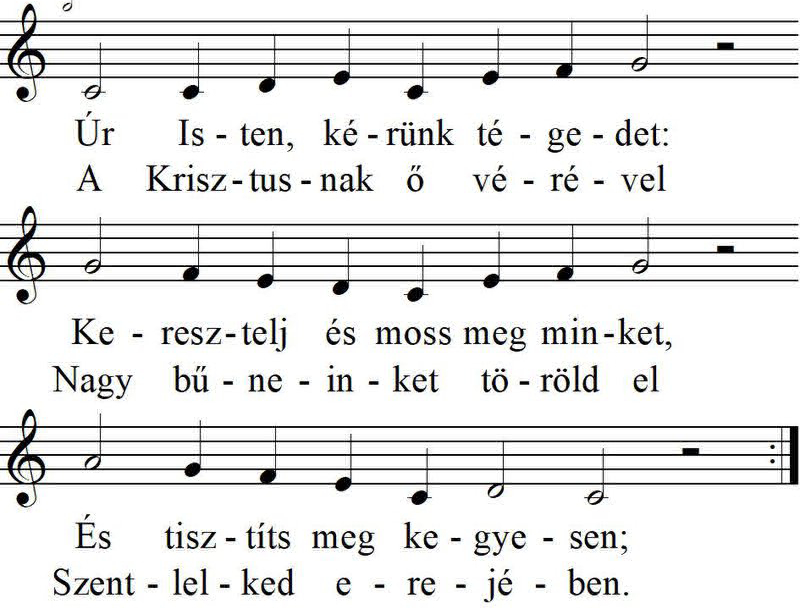 Úr Is - ten, ké - rünk té - ge - det:
A Krisz - tus - nak ő vé - ré - vel
Ke - resz - telj és moss meg min - ket,
Nagy bű - ne - in - ket tö - röld el
És tisz - títs meg ke - gye - sen;
Szent - lel - ked e - re - jé - ben.